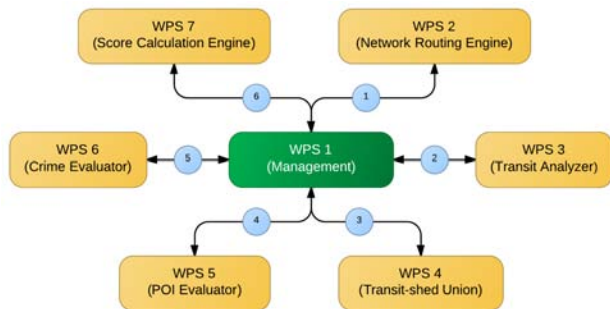 WPS 7
(Score Calculation Engine)
WPS 2
(Network Routing Engine)
6
1
WPS 6
(Crime Evaluator)
5
WPS 1
(Management)
2
WPS 3
(Transit Analyzer)
4
3
WPS 5
(POI Evaluator)
WPS 4
(Transit-shed Union)